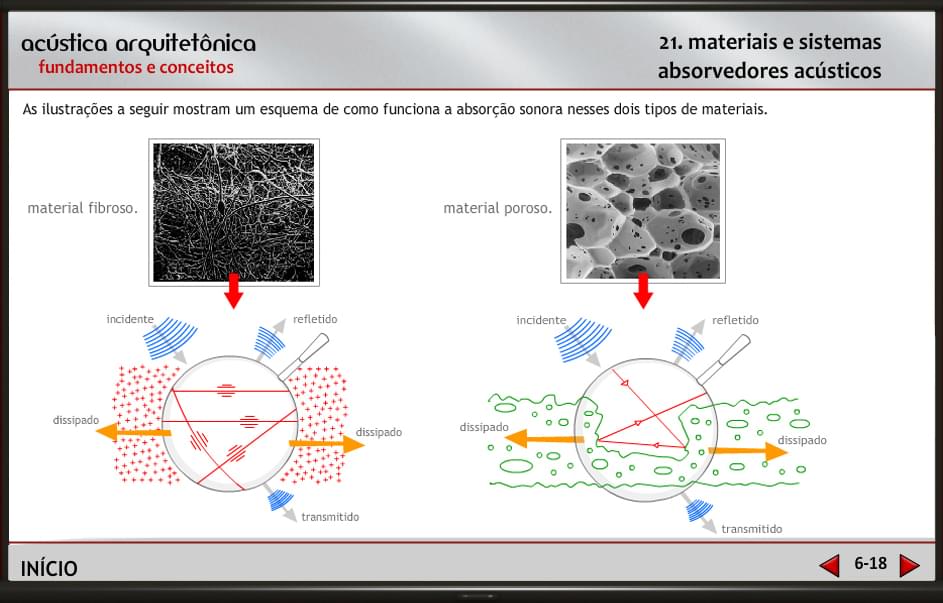 acústica arquitetônica
fundamentos e conceitos
21. materiais e sistemas
absorvedores acústicos
As ilustrações a seguir mostram um esquema de como funciona a absorção sonora nesses dois tipos de materiais.
material fibroso.
material poroso.
incidente
refletido
dissipado
dissipado
transmitido
incidente
refletido
dissipado
dissipado
transmitido
INÍCIO
6-18